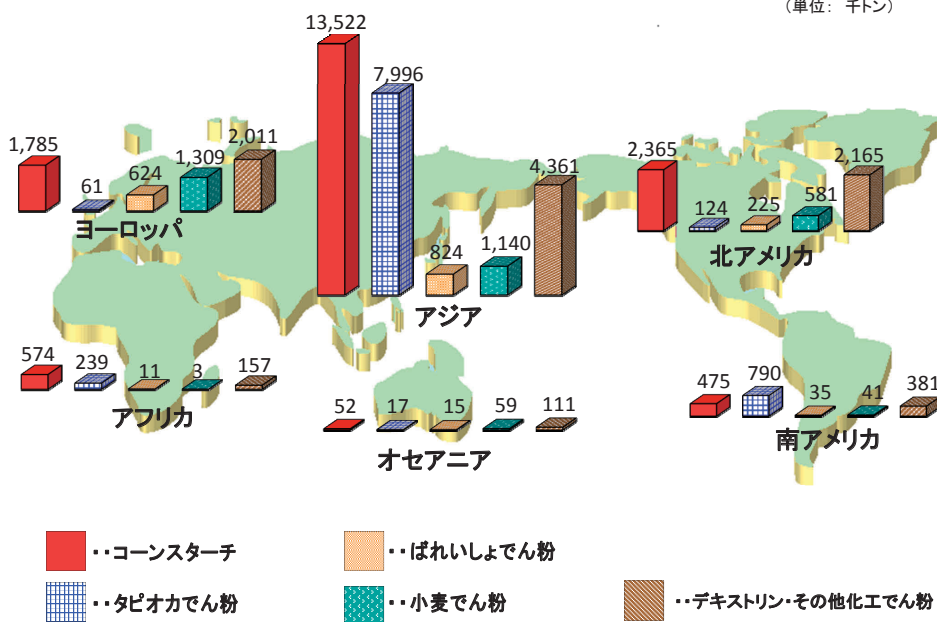 （単位： 千トン）
13,522
7,996
1,785
61
624
1,309
2,011
ヨーロッパ
824
1,140
4,361
アジア
2,365
124
225
581
2,165
北アメリカ
574
239
11
3
157
アフリカ
52
17
15
59
111
オセアニア
475
790
35
41
381
南アメリカ
‥コーンスターチ
‥ばれいしょでん粉
‥タピオカでん粉
‥小麦でん粉
‥デキストリン・その他化工でん粉